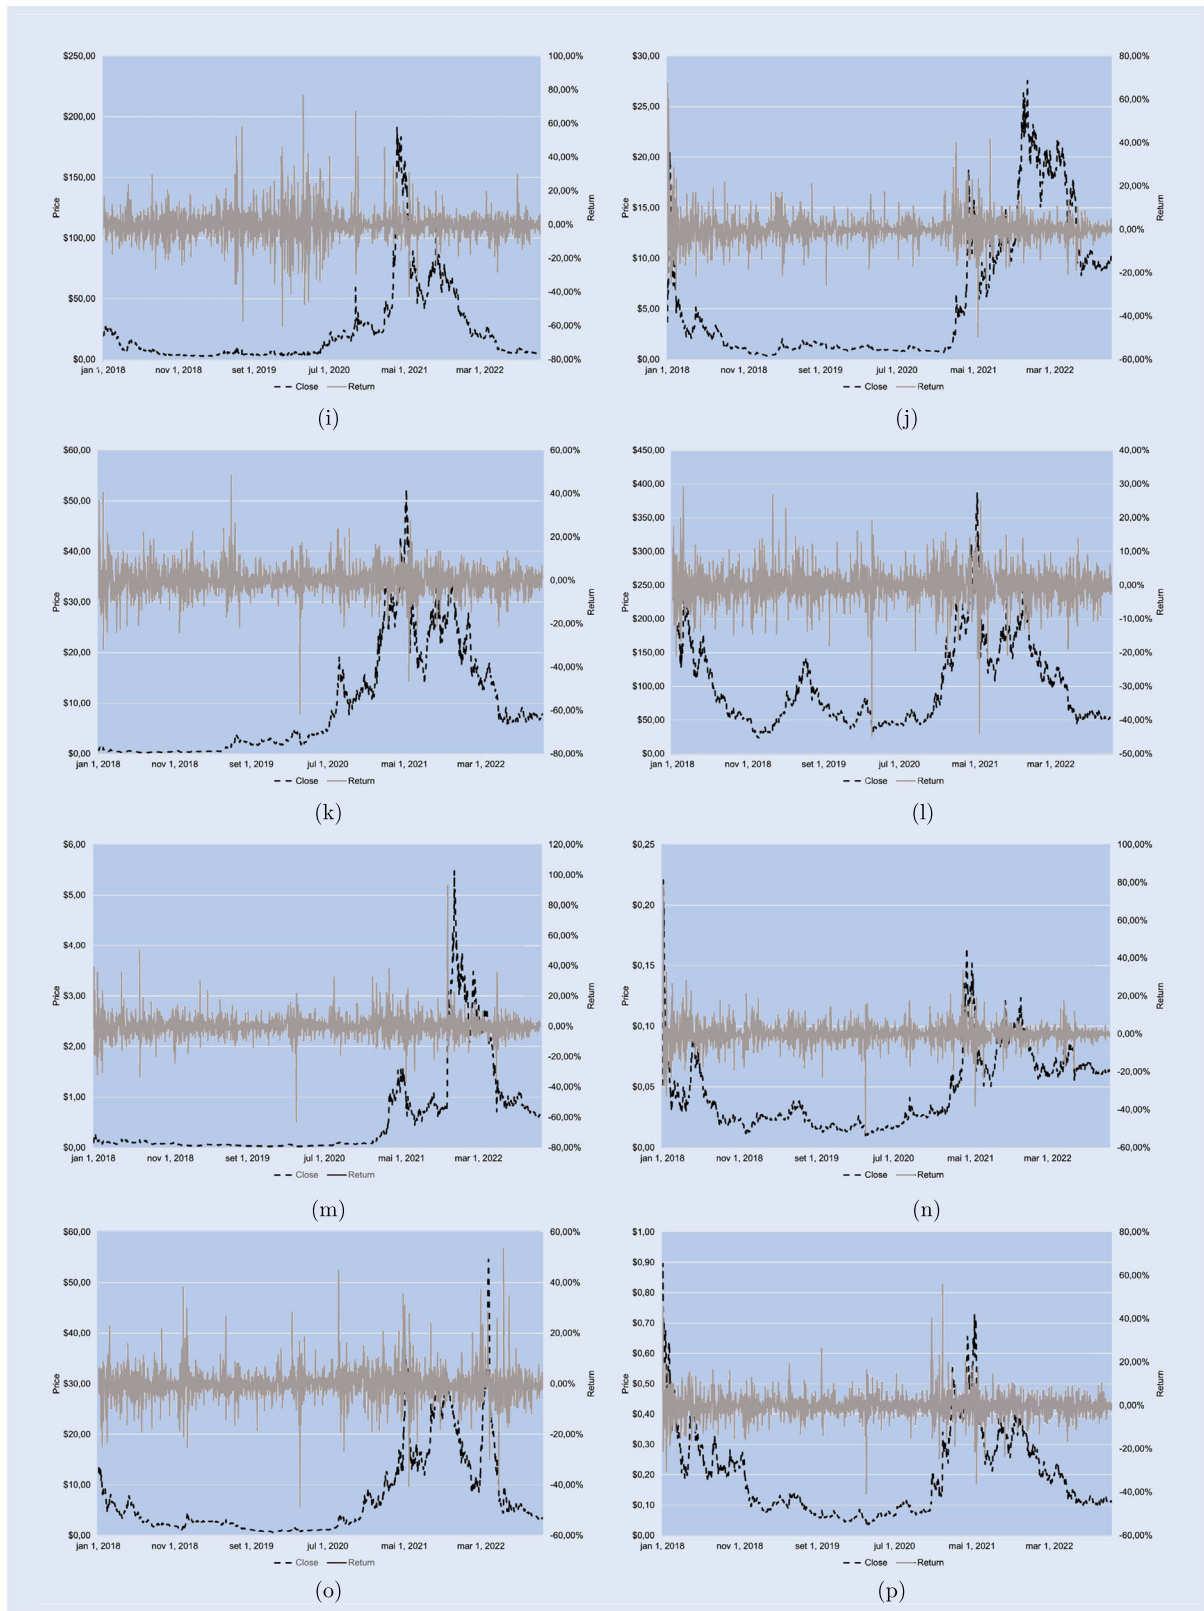 $250,00 100,00%
80,00%
$200,00
60,00%
$150,00 40,00%
20,00%
Price Return
$100,00 0,00%
-20,00%
$50,00 -40,00%
-60,00%
$0,00 -80,00%
jan 1, 2018 nov 1, 2018 set 1, 2019 jul 1, 2020 mai 1, 2021 mar 1, 2022
Close Return
(i)
$30,00 80,00%
$25,00 60,00%
$20,00 40,00%
20,00%
Price $15,00 Return
0,00%
$10,00
-20,00%
$5,00 -40,00%
$0,00 -60,00%
jan 1, 2018 nov 1, 2018 set 1, 2019 jul 1, 2020 mai 1, 2021 mar 1, 2022
Close Return
(j)
$60,00 60,00%
$50,00 40,00%
20,00%
$40,00
0,00%
Price $30,00 Return
-20,00%
$20,00
-40,00%
$10,00 -60,00%
$0,00 -80,00%
jan 1, 2018 nov 1, 2018 set 1, 2019 jul 1, 2020 mai 1, 2021 mar 1, 2022
Close Return
(k)
$450,00 40,00%
$400,00 30,00%
$350,00 20,00%
$300,00 10,00%
$250,00 0,00%
Price Return
$200,00 -10,00%
$150,00 -20,00%
$100,00 -30,00%
$50,00 -40,00%
$0,00 -50,00%
jan 1, 2018 nov 1, 2018 set 1, 2019 jul 1, 2020 mai 1, 2021 mar 1, 2022
Close Return
(l)
$6,00 120,00%
100,00%
$5,00
80,00%
$4,00 60,00%
40,00%
Price $3,00 Return
20,00%
$2,00 0,00%
-20,00%
$1,00 -40,00%
-60,00%
$0,00 -80,00%
jan 1, 2018 nov 1, 2018 set 1, 2019 jul 1, 2020 mai 1, 2021 mar 1, 2022
Close Return
(m)
$0,25 100,00%
80,00%
$0,20
60,00%
$0,15 40,00%
Price 20,00% Return
$0,10 0,00%
-20,00%
$0,05 -40,00%
$0,00 -60,00%
jan 1, 2018 nov 1, 2018 set 1, 2019 jul 1, 2020 mai 1, 2021 mar 1, 2022
Close Return
(n)
$60,00 60,00%
$50,00 40,00%
$40,00 20,00%
Price $30,00 0,00% Return
$20,00 -20,00%
$10,00 -40,00%
$0,00 -60,00%
jan 1, 2018 nov 1, 2018 set 1, 2019 jul 1, 2020 mai 1, 2021 mar 1, 2022
Close Return
(o)
$1,00 80,00%
$0,90
60,00%
$0,80
$0,70 40,00%
$0,60
20,00%
Price $0,50 Return
$0,40 0,00%
$0,30
-20,00%
$0,20
-40,00%
$0,10
$0,00 -60,00%
jan 1, 2018 nov 1, 2018 set 1, 2019 jul 1, 2020 mai 1, 2021 mar 1, 2022
Close Return
(p)